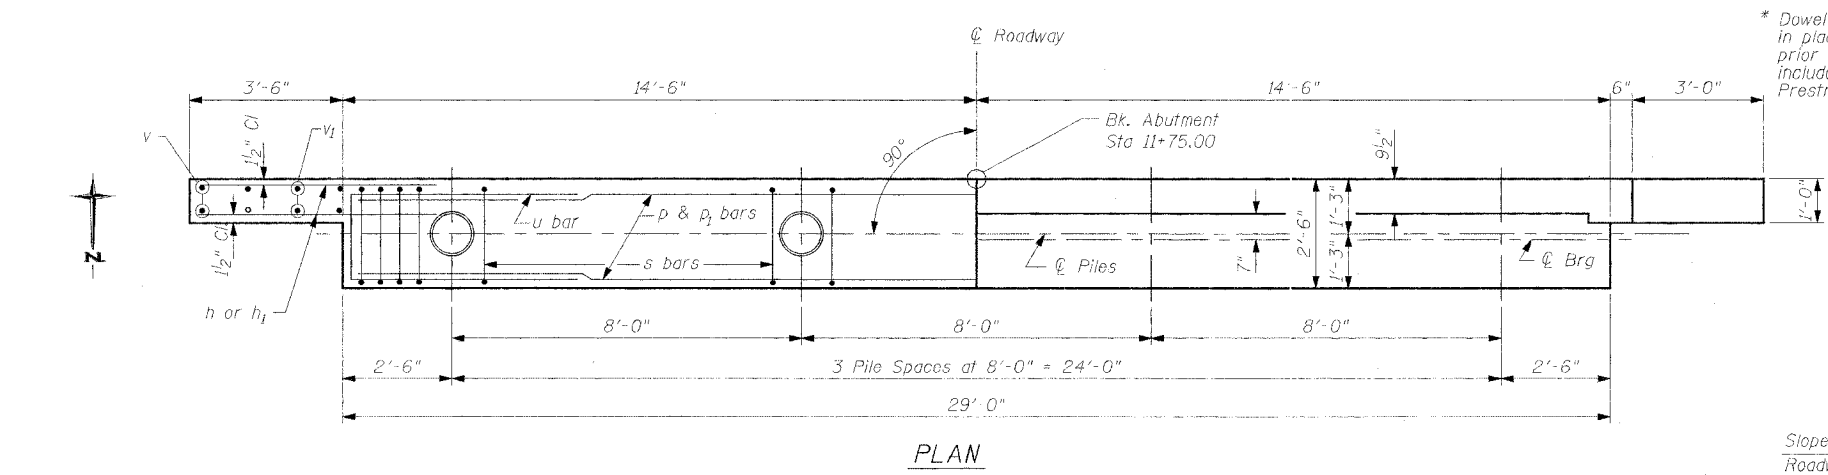 * Dowel
in pla
prior
includ
Prestr
℄ Roadway
3'-6"
14'-6"
14'-6"
6"
3'-0"
v
1½" Cl
v1
90°
Bk. Abutment
Sta 11+75.00
9½"
u bar
p & p1 bars
s bars
1½" Cl
h or h1
℄ Piles
7"
2'-6"
1'-3"
1'-3"
℄ Brg
1'-0"
N
8'-0"
8'-0"
8'-0"
2'-6"
3 Pile Spaces at 8'-0" = 24'-0"
2'-6"
29'-0"
PLAN
Slope
Roadw